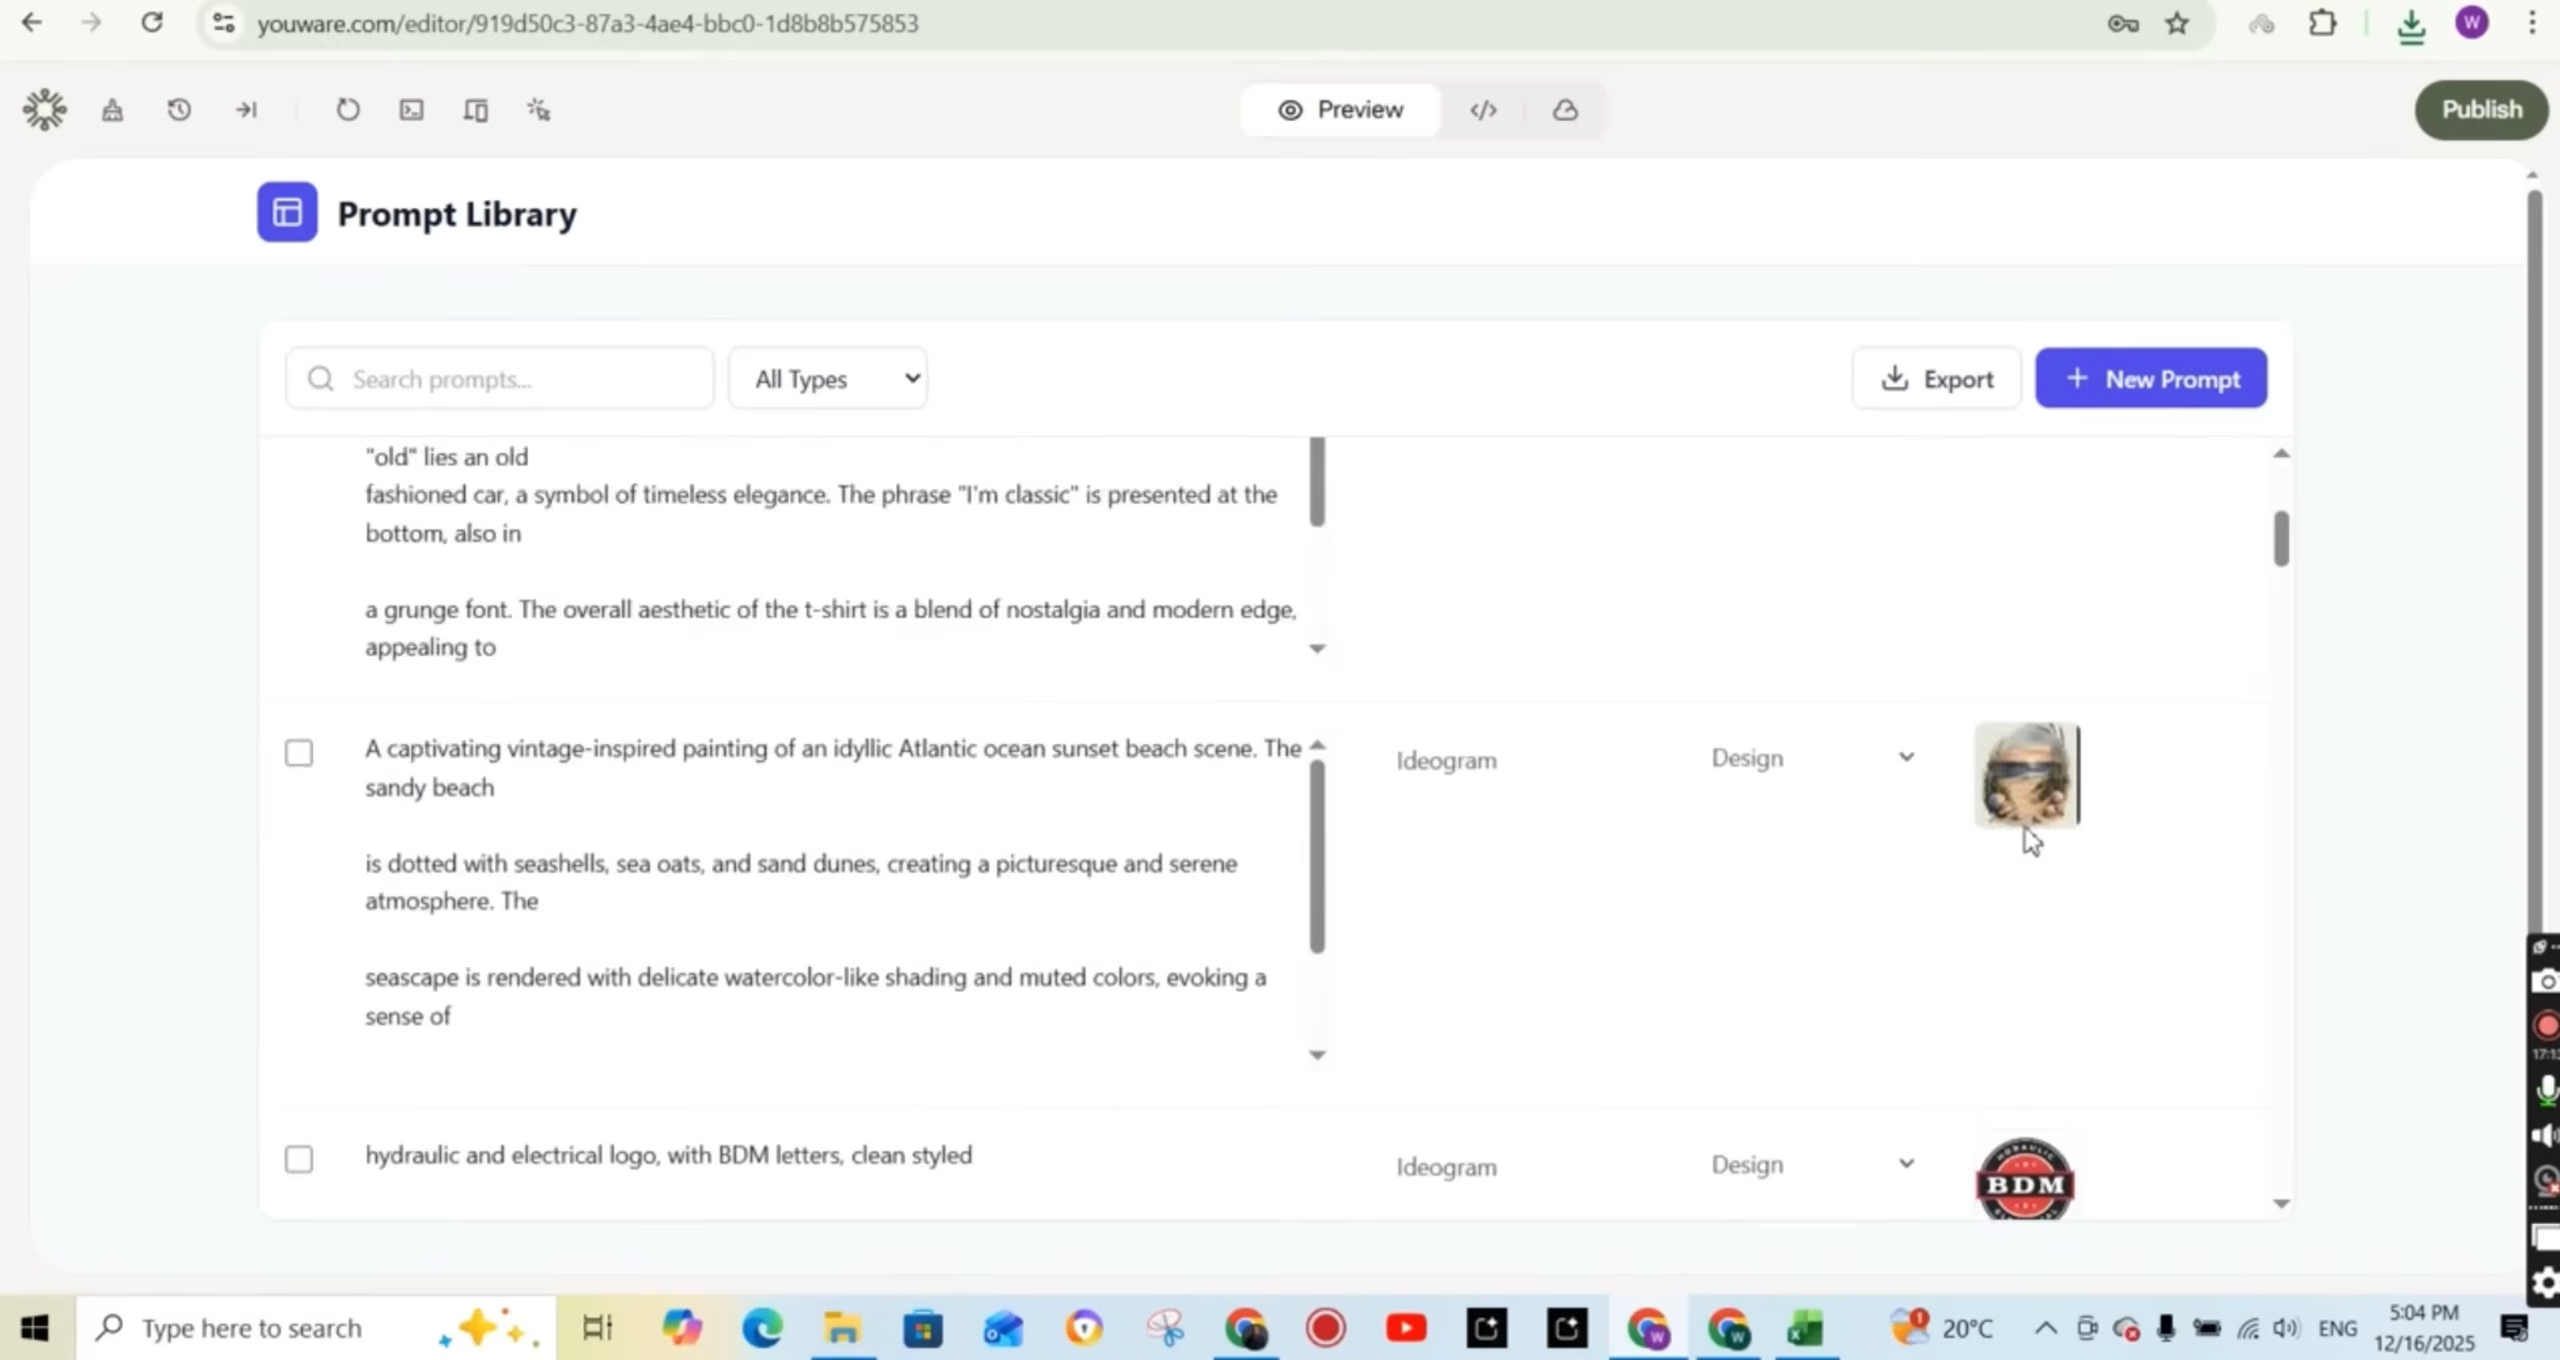 youware.com/editor/919d50c3-87a3-4ae4-bbc0-1d8b8b575853
W
Preview
</>
Publish
Prompt Library
Search prompts...
All Types
Export
+ New Prompt
"old" lies an old
fashioned car, a symbol of timeless elegance. The phrase "I'm classic" is presented at the
bottom, also in
a grunge font. The overall aesthetic of the t-shirt is a blend of nostalgia and modern edge,
appealing to
A captivating vintage-inspired painting of an idyllic Atlantic ocean sunset beach scene. The
sandy beach
Ideogram
Design
is dotted with seashells, sea oats, and sand dunes, creating a picturesque and serene
atmosphere. The
seascape is rendered with delicate watercolor-like shading and muted colors, evoking a
sense of
hydraulic and electrical logo, with BDM letters, clean styled
Ideogram
Design
BDM
Type here to search
20°C
ENG
5:04 PM
12/16/2025